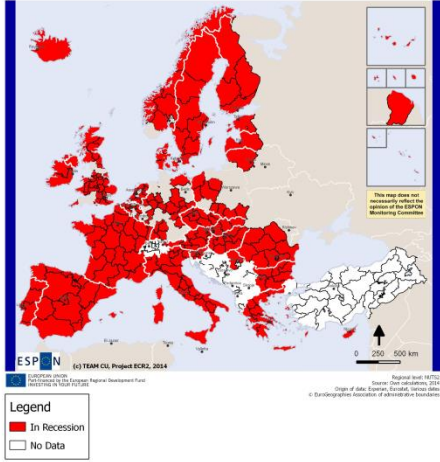 This map does not
necessarily reflect the
opinion of the ESPON
Monitoring Committee
ESPON
(c) TEAM CU, Project ECR2, 2014
0 250 500 km
EUROPEAN UNION
Part-financed by the European Regional Development Fund
INVESTING IN YOUR FUTURE
Regional level: NUTS2
Source: Own calculations, 2014
Origin of data: Experian, Eurostat, Various dates
© EuroGeographics Association of administrative boundaries
Legend
In Recession
No Data